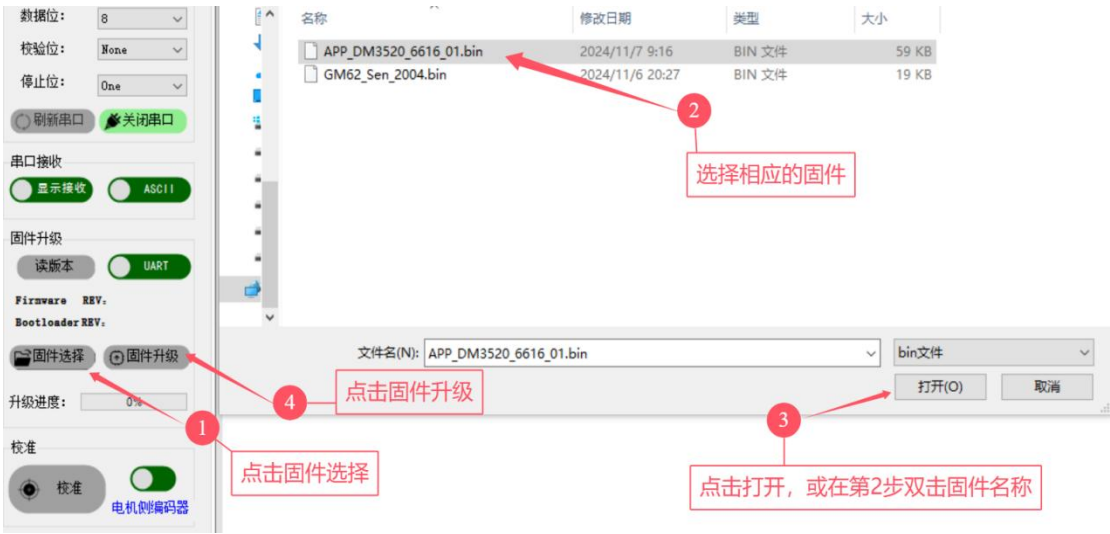 数据位: 8
校验位: None
停止位: One
刷新串口 关闭串口
串口接收
显示接收 ASCII
固件升级
读版本 UART
Firmware REV:
Bootloader REV:
固件选择 固件升级
升级进度: 0%
校准
校准
电机侧编码器
名称 修改日期 类型 大小
APP_DM3520_6616_01.bin 2024/11/7 9:16 BIN 文件 59 KB
GM62_Sen_2004.bin 2024/11/6 20:27 BIN 文件 19 KB
2
选择相应的固件
文件名(N): APP_DM3520_6616_01.bin bin文件
打开(O) 取消
4
点击固件升级
1
点击固件选择
3
点击打开，或在第2步双击固件名称